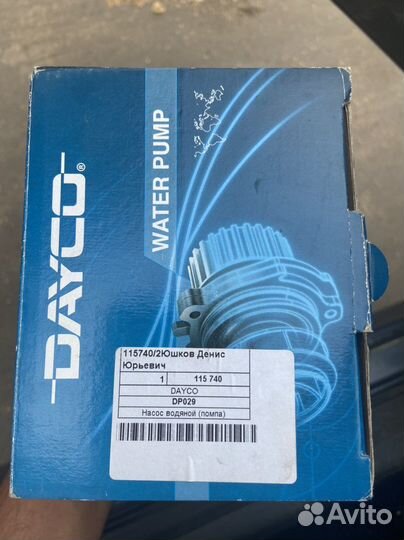 DAYCO®
WATER PUMP
115740/2Юшков Денис
Юрьевич
1 115 740
DAYCO
DP029
Насос водяной (помпа)
Avito